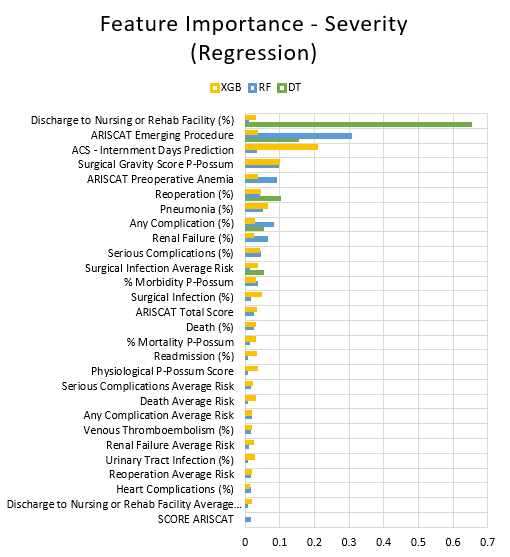 Feature Importance - Severity
(Regression)
XGB RF DT
Discharge to Nursing or Rehab Facility (%)
ARISCAT Emerging Procedure
ACS - Internment Days Prediction
Surgical Gravity Score P-Possum
ARISCAT Preoperative Anemia
Reoperation (%)
Pneumonia (%)
Any Complication (%)
Renal Failure (%)
Serious Complications (%)
Surgical Infection Average Risk
% Morbidity P-Possum
Surgical Infection (%)
ARISCAT Total Score
Death (%)
% Mortality P-Possum
Readmission (%)
Physiological P-Possum Score
Serious Complications Average Risk
Death Average Risk
Any Complication Average Risk
Venous Thromboembolism (%)
Renal Failure Average Risk
Urinary Tract Infection (%)
Reoperation Average Risk
Heart Complications (%)
Discharge to Nursing or Rehab Facility Average...
SCORE ARISCAT
0 0.1 0.2 0.3 0.4 0.5 0.6 0.7